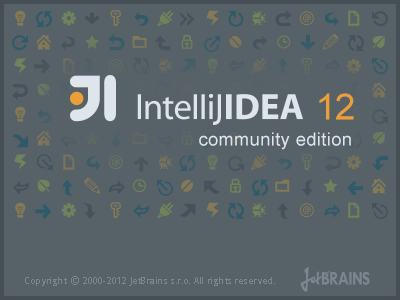 IntelliJIDEA 12
community edition
Copyright © 2000-2012 JetBrains s.r.o. All rights reserved.
JetBRAINS